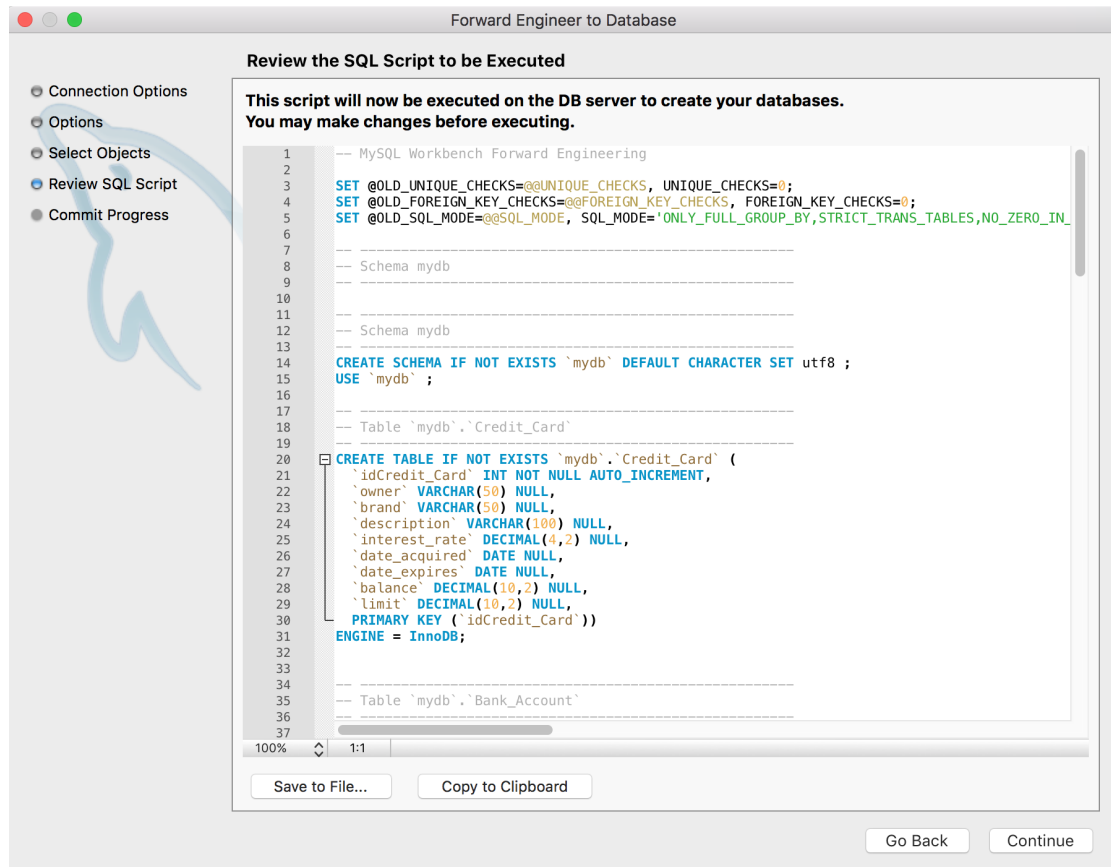 Forward Engineer to Database
Connection Options
Options
Select Objects
Review SQL Script
Commit Progress
Review the SQL Script to be Executed
This script will now be executed on the DB server to create your databases.
You may make changes before executing.
1 -- MySQL Workbench Forward Engineering
2
3 SET @OLD_UNIQUE_CHECKS=@@UNIQUE_CHECKS, UNIQUE_CHECKS=0;
4 SET @OLD_FOREIGN_KEY_CHECKS=@@FOREIGN_KEY_CHECKS, FOREIGN_KEY_CHECKS=0;
5 SET @OLD_SQL_MODE=@@SQL_MODE, SQL_MODE='ONLY_FULL_GROUP_BY,STRICT_TRANS_TABLES,NO_ZERO_IN_
6
7 -- -----------------------------------------------------
8 -- Schema mydb
9 -- -----------------------------------------------------
10
11 -- -----------------------------------------------------
12 -- Schema mydb
13 -- -----------------------------------------------------
14 CREATE SCHEMA IF NOT EXISTS `mydb` DEFAULT CHARACTER SET utf8 ;
15 USE `mydb` ;
16
17 -- -----------------------------------------------------
18 -- Table `mydb`.`Credit_Card`
19 -- -----------------------------------------------------
20 CREATE TABLE IF NOT EXISTS `mydb`.`Credit_Card` (
21 `idCredit_Card` INT NOT NULL AUTO_INCREMENT,
22 `owner` VARCHAR(50) NULL,
23 `brand` VARCHAR(50) NULL,
24 `description` VARCHAR(100) NULL,
25 `interest_rate` DECIMAL(4,2) NULL,
26 `date_acquired` DATE NULL,
27 `date_expires` DATE NULL,
28 `balance` DECIMAL(10,2) NULL,
29 `limit` DECIMAL(10,2) NULL,
30 PRIMARY KEY (`idCredit_Card`))
31 ENGINE = InnoDB;
32
33
34 -- -----------------------------------------------------
35 -- Table `mydb`.`Bank_Account`
36 -- -----------------------------------------------------
37
100% 1:1
Save to File... Copy to Clipboard
Go Back Continue